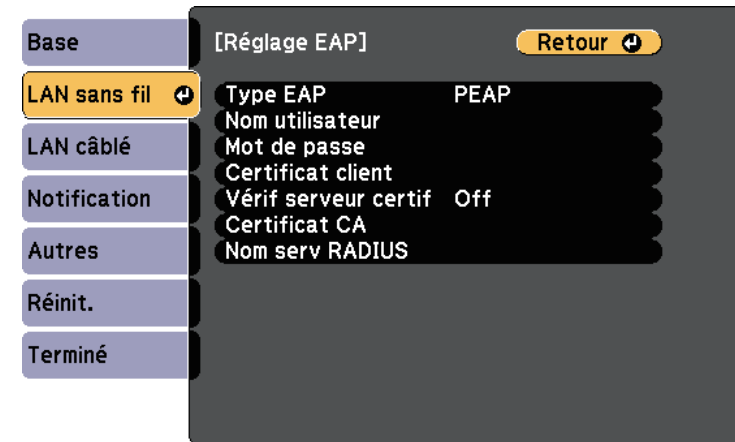 Base
LAN sans fil
LAN câblé
Notification
Autres
Réinit.
Terminé
[Réglage EAP] Retour
Type EAP PEAP
Nom utilisateur
Mot de passe
Certificat client
Vérif serveur certif Off
Certificat CA
Nom serv RADIUS